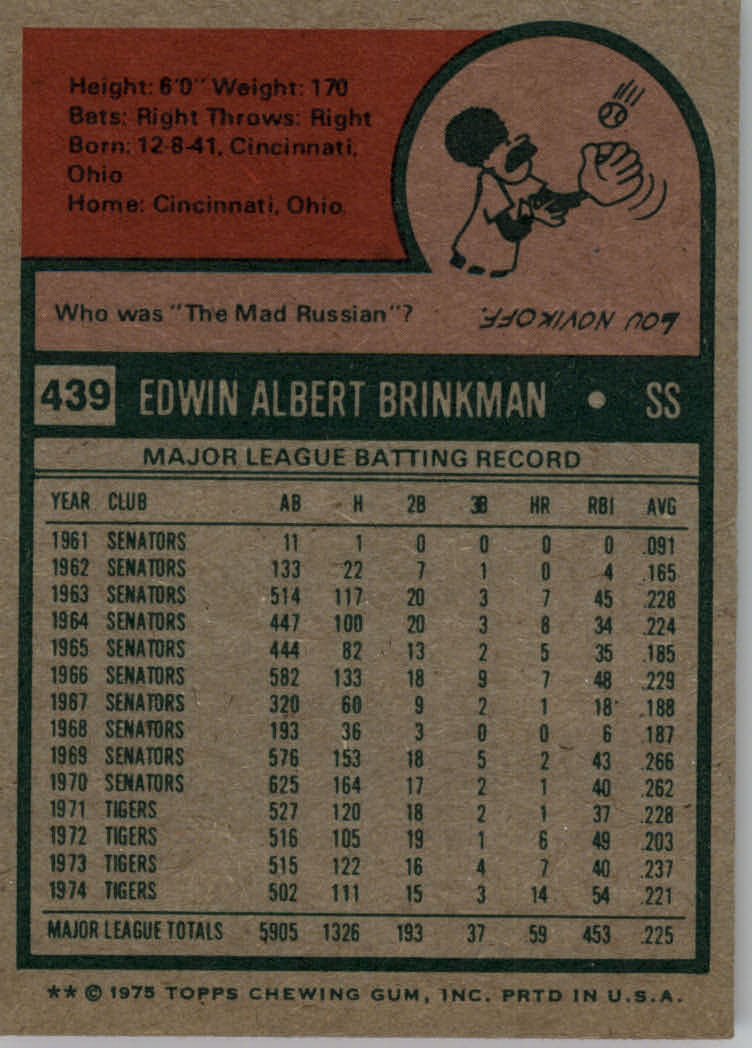 Height: 6'0" Weight: 170
Bats: Right Throws: Right
Born: 12-8-41, Cincinnati,
Ohio
Home: Cincinnati, Ohio
Who was "The Mad Russian"?
LOU NOVIKOFF.
439 EDWIN ALBERT BRINKMAN • SS
MAJOR LEAGUE BATTING RECORD
YEAR CLUB AB H 2B 3B HR RBI AVG
1961 SENATORS 11 1 0 0 0 0 .091
1962 SENATORS 133 22 7 1 0 4 .165
1963 SENATORS 514 117 20 3 7 45 .228
1964 SENATORS 447 100 20 3 8 34 .224
1965 SENATORS 444 82 13 2 5 35 .185
1966 SENATORS 582 133 18 9 7 48 .229
1967 SENATORS 320 60 9 2 1 18 .188
1968 SENATORS 193 36 3 0 0 6 .187
1969 SENATORS 576 153 18 5 2 43 .266
1970 SENATORS 625 164 17 2 1 40 .262
1971 TIGERS 527 120 18 2 1 37 .228
1972 TIGERS 516 105 19 1 6 49 .203
1973 TIGERS 515 122 16 4 7 40 .237
1974 TIGERS 502 111 15 3 14 54 .221
MAJOR LEAGUE TOTALS 5905 1326 193 37 59 453 .225
** © 1975 TOPPS CHEWING GUM, INC. PRTD IN U.S.A.